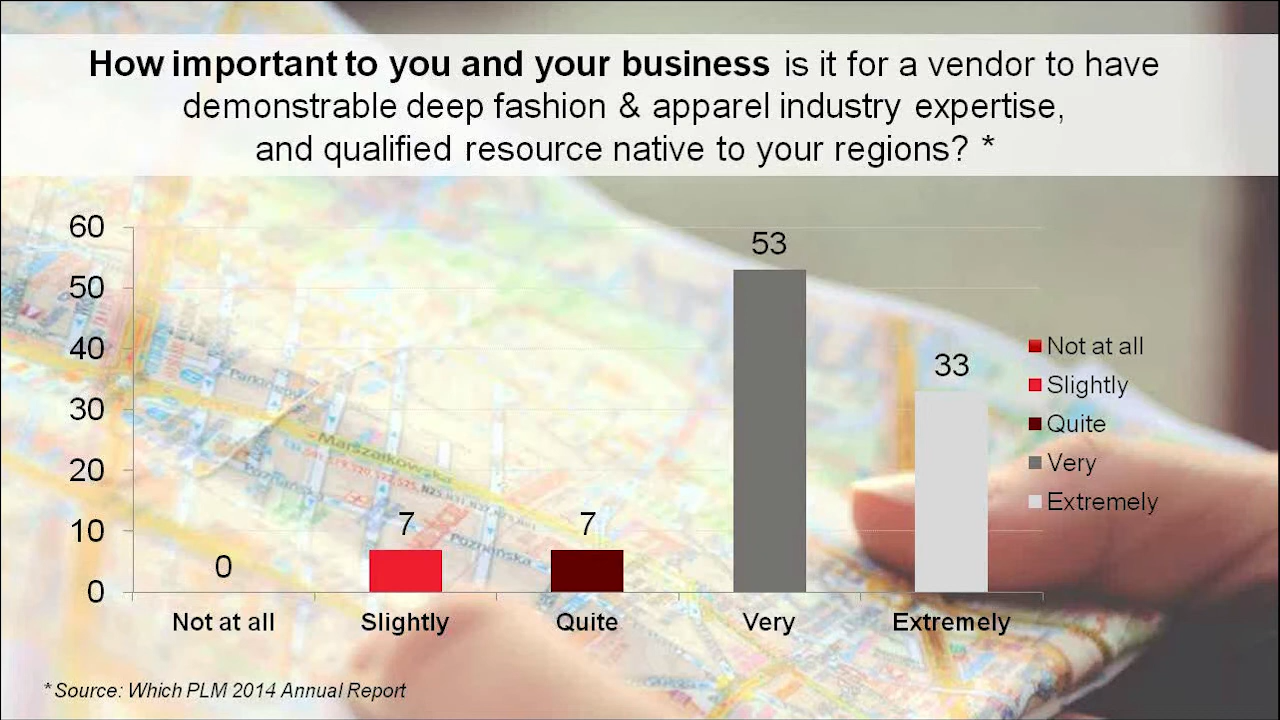 How important to you and your business is it for a vendor to have
demonstrable deep fashion & apparel industry expertise,
and qualified resource native to your regions? *
60
50
40
30
20
10
0
0
7
7
53
33
Not at all
Slightly
Quite
Very
Extremely
Not at all
Slightly
Quite
Very
Extremely
Marszałkowska
Poznańska
Poznańska
* Source: Which PLM 2014 Annual Report